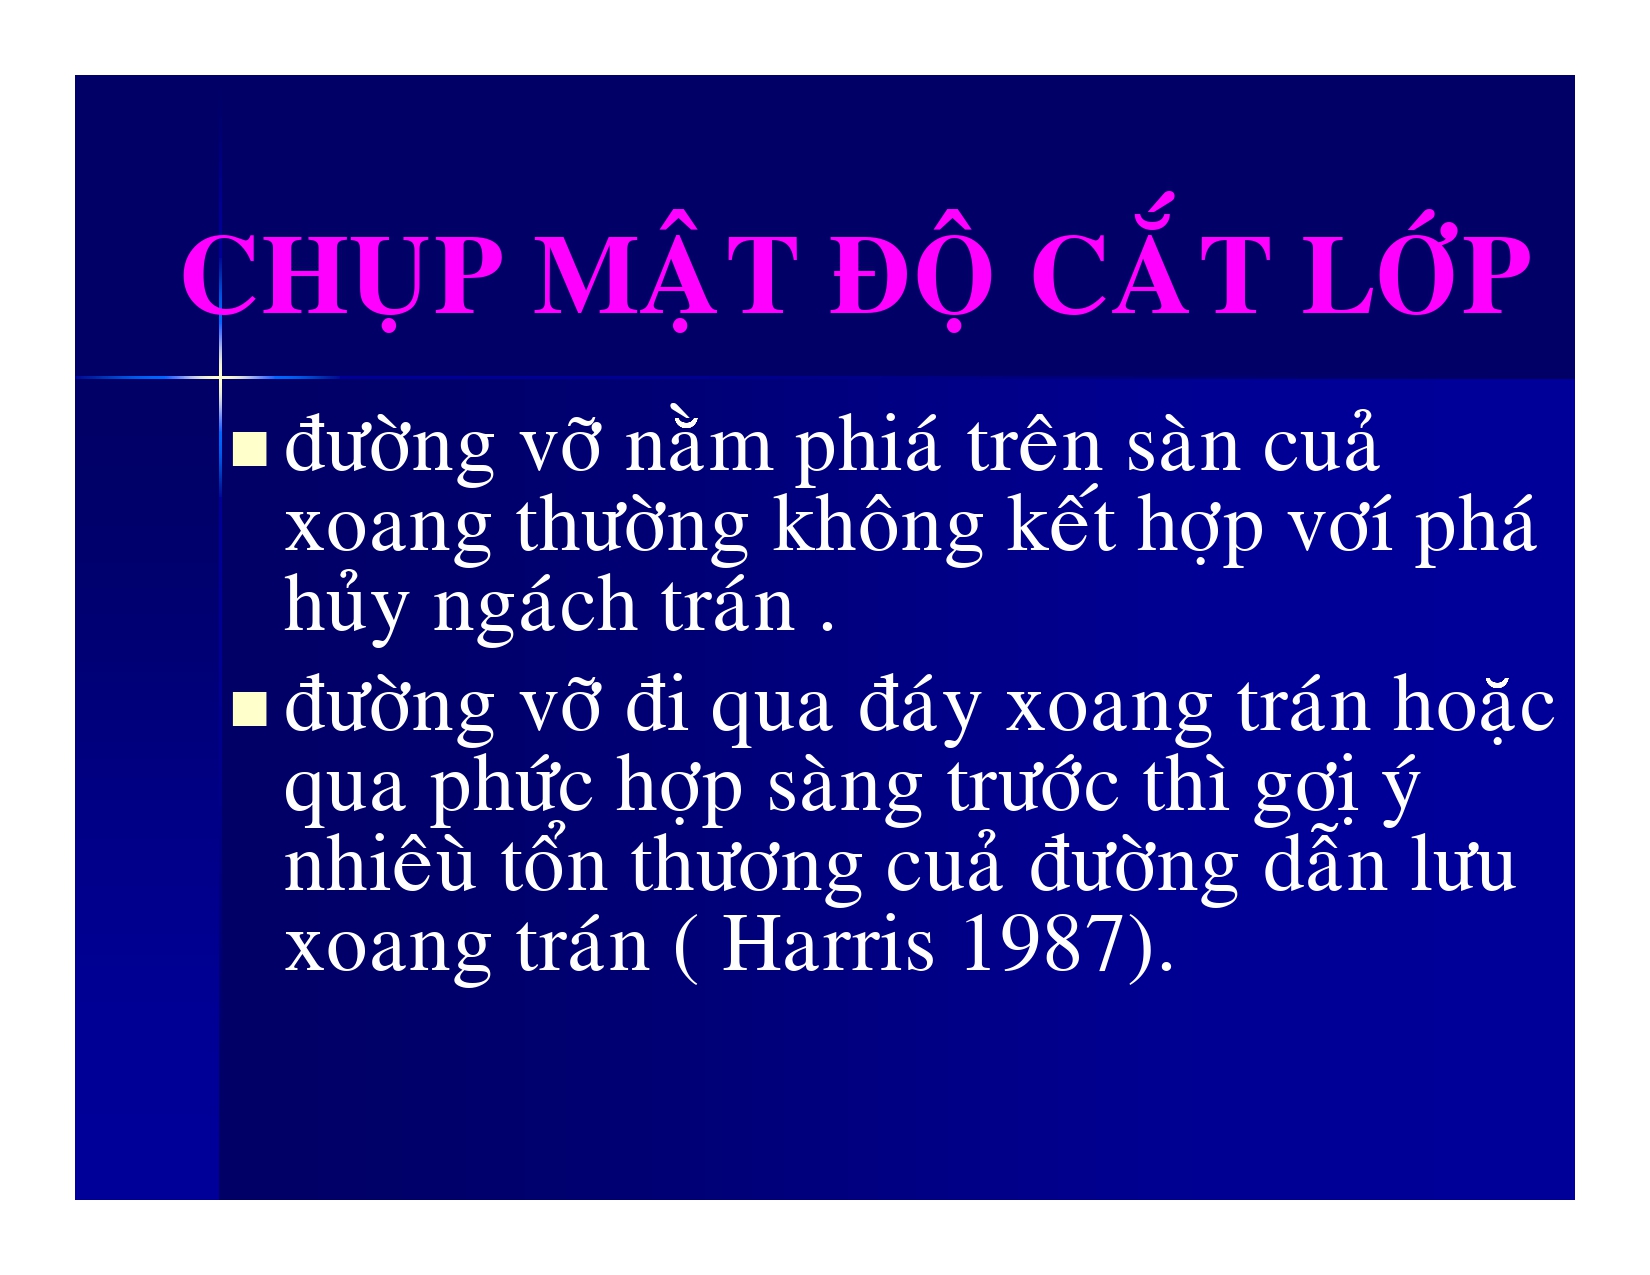 CHỤP MẬT ĐỘ CẮT LỚP
đường vỡ nằm phiá trên sàn cuả
xoang thường không kết hợp vơí phá
hủy ngách trán .
đường vỡ đi qua đáy xoang trán hoặc
qua phức hợp sàng trước thì gơị ý
nhiêù tổn thương cuả đường dẫn lưu
xoang trán ( Harris 1987).